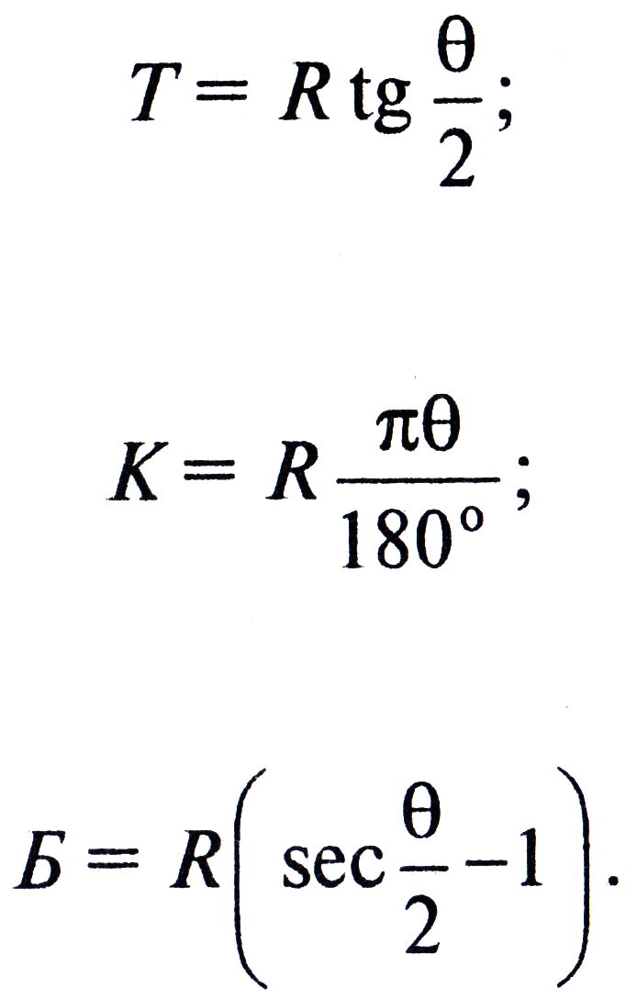 T = R tg θ/2;
K = R πθ/180°;
Б = R( sec θ/2 − 1 ).